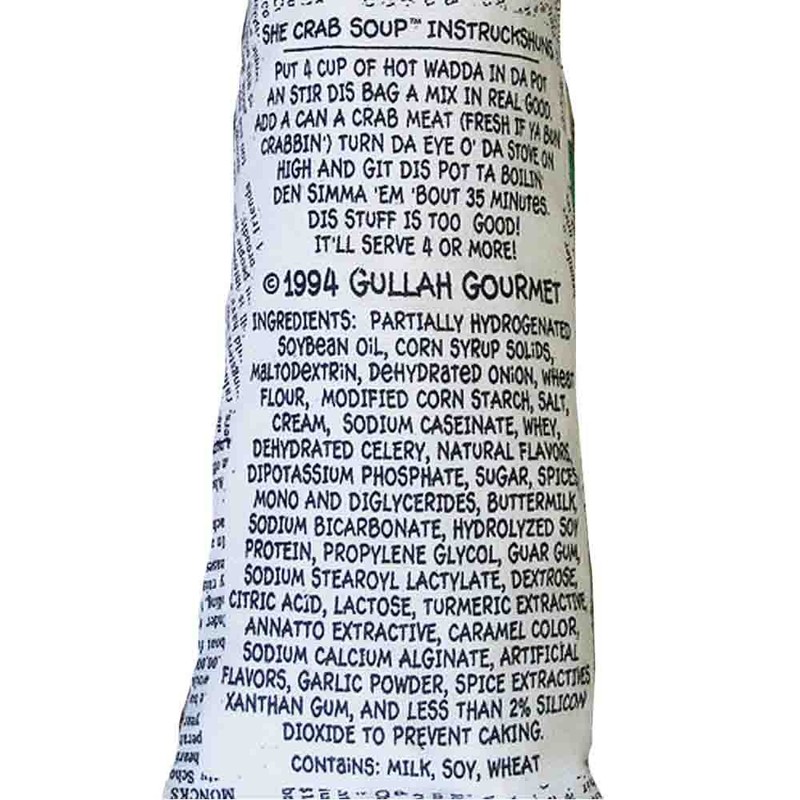 SHE CRAB SOUP™ INSTRUCKSHUNS
PUT 4 CUP OF HOT WADDA IN DA POT
AN STIR DIS BAG A MIX IN REAL GOOD.
ADD A CAN A CRAB MEAT (FRESH IF YA BUN
CRABBIN') TURN DA EYE O' DA STOVE ON
HIGH AND GIT DIS POT TA BOILIN'
DEN SIMMA 'EM 'BOUT 35 MINUTES.
DIS STUFF IS TOO GOOD!
IT'LL SERVE 4 OR MORE!
©1994 GULLAH GOURMET
INGREDIENTS: PARTIALLY HYDROGENATED
SOYBEAN OIL, CORN SYRUP SOLIDS,
MALTODEXTRIN, DEHYDRATED ONION, WHEAT
FLOUR, MODIFIED CORN STARCH, SALT,
CREAM, SODIUM CASEINATE, WHEY,
DEHYDRATED CELERY, NATURAL FLAVORS,
DIPOTASSIUM PHOSPHATE, SUGAR, SPICES,
MONO AND DIGLYCERIDES, BUTTERMILK,
SODIUM BICARBONATE, HYDROLYZED SOY
PROTEIN, PROPYLENE GLYCOL, GUAR GUM,
SODIUM STEAROYL LACTYLATE, DEXTROSE,
CITRIC ACID, LACTOSE, TURMERIC EXTRACTIVE,
ANNATTO EXTRACTIVE, CARAMEL COLOR,
SODIUM CALCIUM ALGINATE, ARTIFICIAL
FLAVORS, GARLIC POWDER, SPICE EXTRACTIVES
XANTHAN GUM, AND LESS THAN 2% SILICON
DIOXIDE TO PREVENT CAKING.
CONTAINS: MILK, SOY, WHEAT
MONCKS